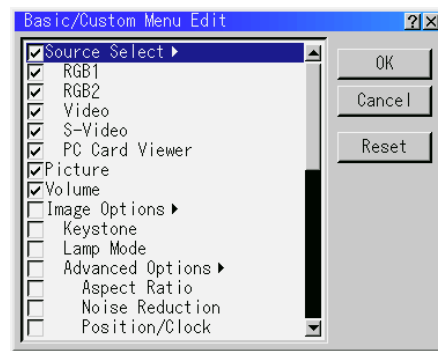 Basic/Custom Menu Edit
Source Select
RGB1
RGB2
Video
S-Video
PC Card Viewer
Picture
Volume
Image Options
Keystone
Lamp Mode
Advanced Options
Aspect Ratio
Noise Reduction
Position/Clock
OK
Cancel
Reset